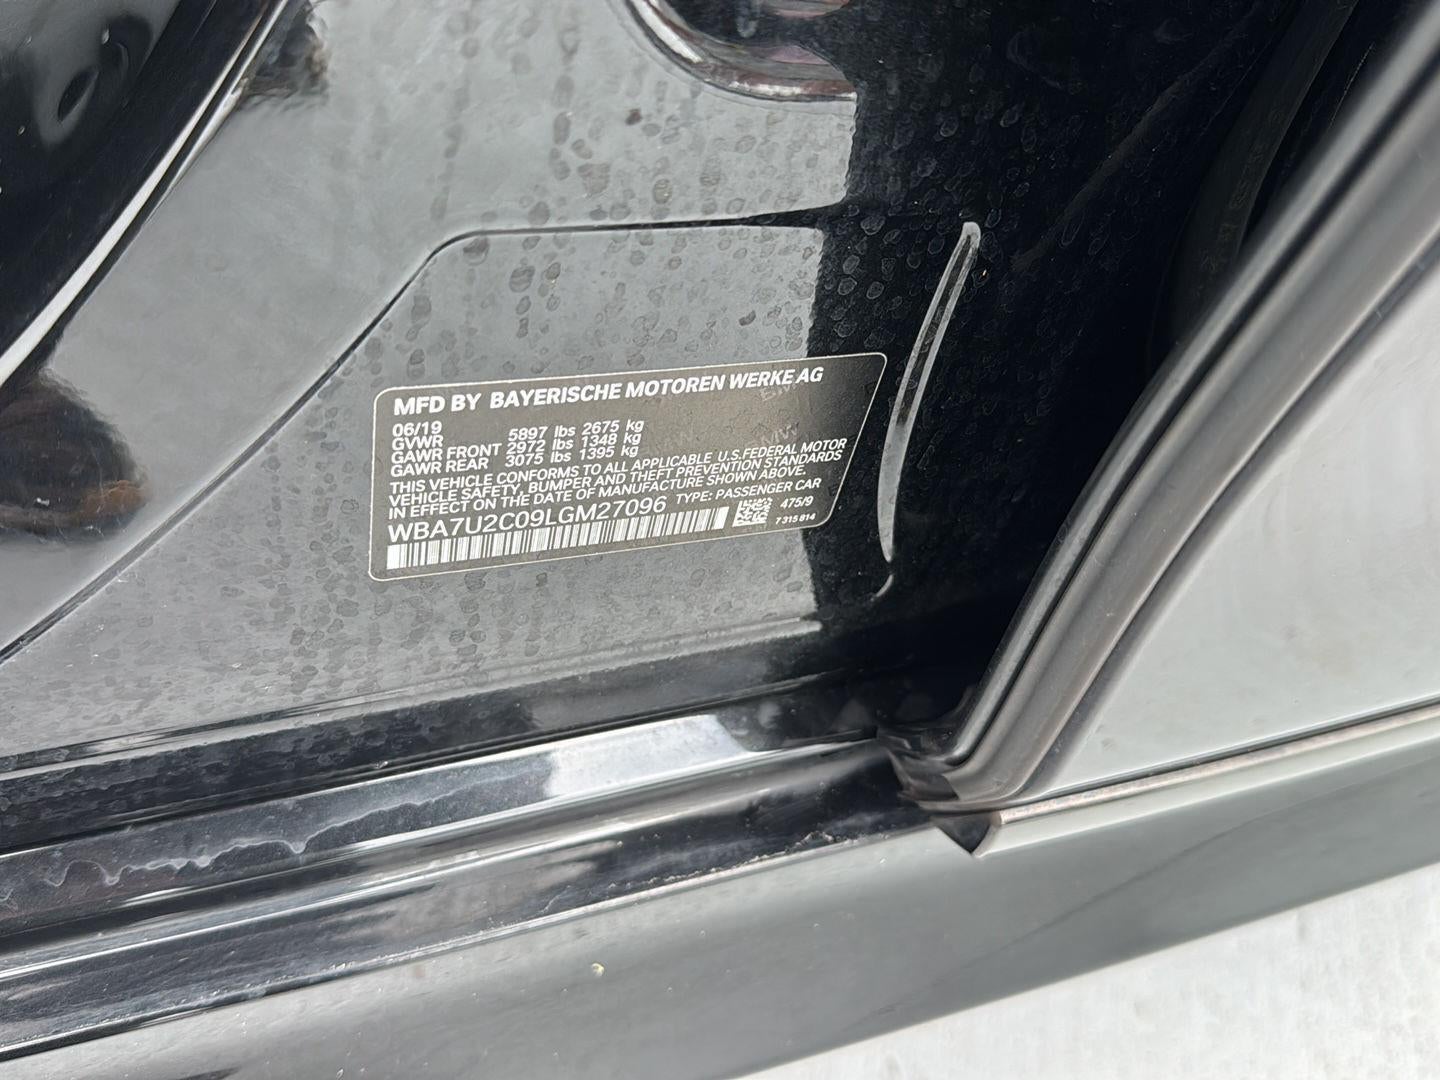 MFD BY BAYERISCHE MOTOREN WERKE AG
06/19
GVWR 5897 lbs 2675 kg
GAWR FRONT 2972 lbs 1348 kg
GAWR REAR 3075 lbs 1395 kg
THIS VEHICLE CONFORMS TO ALL APPLICABLE U.S.FEDERAL MOTOR
VEHICLE SAFETY, BUMPER AND THEFT PREVENTION STANDARDS
IN EFFECT ON THE DATE OF MANUFACTURE SHOWN ABOVE.
WBA7U2C09LGM27096 TYPE: PASSENGER CAR
475/9
7 315 814